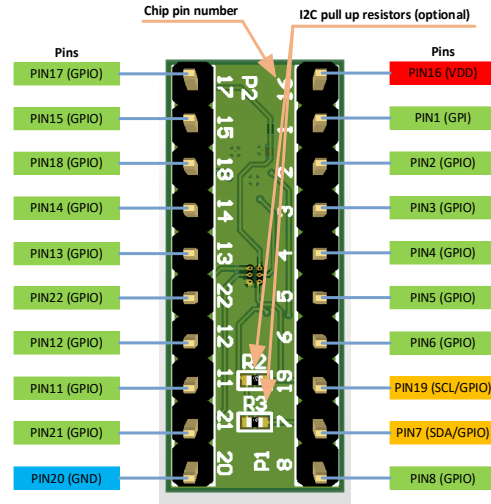 Chip pin number
I2C pull up resistors (optional)
Pins
Pins
PIN17 (GPIO)
17
P2
16
PIN16 (VDD)
PIN15 (GPIO)
15
1
PIN1 (GPI)
PIN18 (GPIO)
18
2
PIN2 (GPIO)
PIN14 (GPIO)
14
3
PIN3 (GPIO)
PIN13 (GPIO)
13
4
PIN4 (GPIO)
PIN22 (GPIO)
22
5
PIN5 (GPIO)
PIN12 (GPIO)
12
6
PIN6 (GPIO)
R2
PIN11 (GPIO)
11
19
PIN19 (SCL/GPIO)
R3
PIN21 (GPIO)
21
7
PIN7 (SDA/GPIO)
PIN20 (GND)
20
P1
8
PIN8 (GPIO)